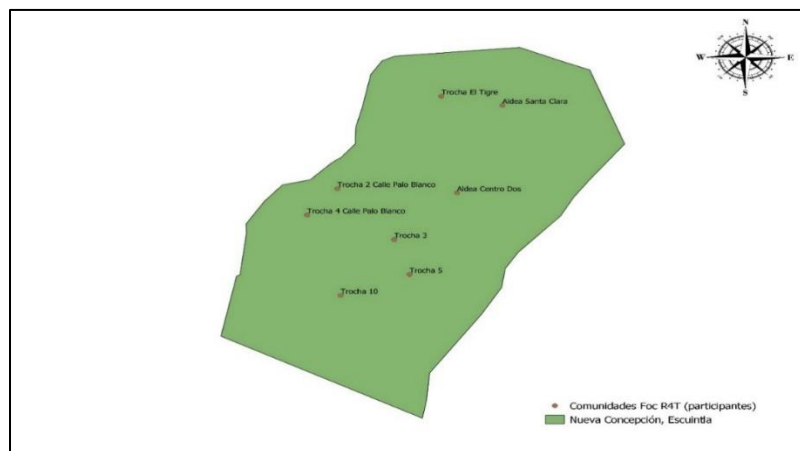 N
W
E
S
Trocha El Tigre
Aldea Santa Clara
Trocha 2 Calle Palo Blanco
Aldea Centro Dos
Trocha 4 Calle Palo Blanco
Trocha 3
Trocha 5
Trocha 10
Comunidades Foc R4T (participantes)
Nueva Concepción, Escuintla